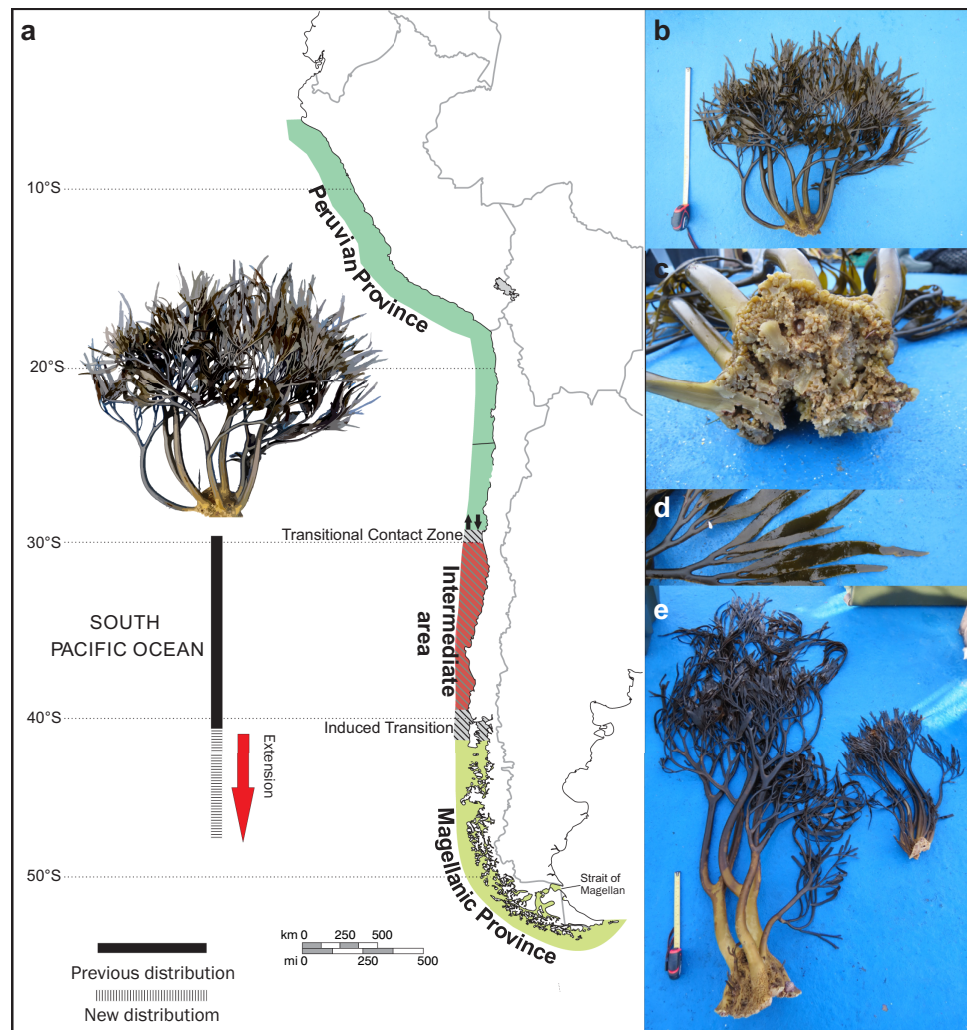 a
10°S
20°S
30°S
40°S
50°S
Peruvian Province
Transitional Contact Zone
Intermediate
area
Induced Transition
Magellanic Province
Strait of
Magellan
SOUTH
PACIFIC OCEAN
Extension
Previous distribution
New distributiom
km 0 250 500
mi 0 250 500
b
c
d
e